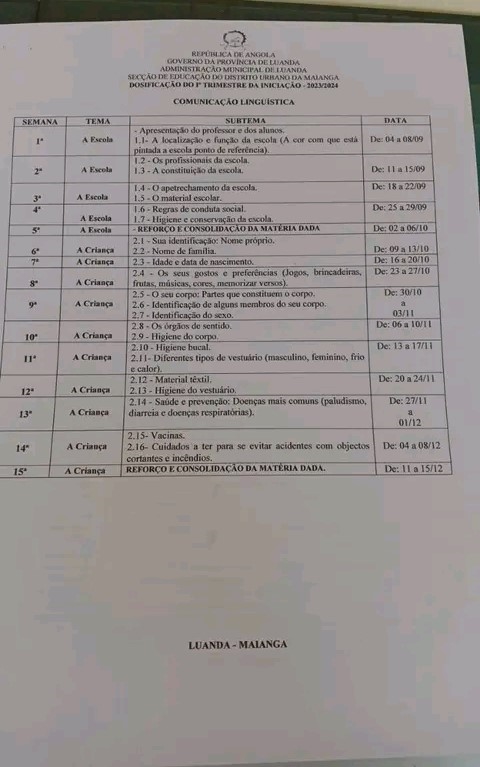 REPÚBLICA DE ANGOLA
GOVERNO DA PROVÍNCIA DE LUANDA
ADMINISTRAÇÃO MUNICIPAL DE LUANDA
SECÇÃO DE EDUCAÇÃO DO DISTRITO URBANO DA MAIANGA
DOSIFICAÇÃO DO Iº TRIMESTRE DA INICIAÇÃO - 2023/2024
COMUNICAÇÃO LINGUÍSTICA
SEMANA TEMA SUBTEMA DATA
1ª A Escola - Apresentação do professor e dos alunos. De: 04 a 08/09
1.1- A localização e função da escola (A cor com que está
pintada a escola ponto de referência).
2ª A Escola 1.2 - Os profissionais da escola. De: 11 a 15/09
1.3 - A constituição da escola.
3ª A Escola 1.4 - O apetrechamento da escola. De: 18 a 22/09
1.5 - O material escolar.
4ª A Escola 1.6 - Regras de conduta social. De: 25 a 29/09
1.7 - Higiene e conservação da escola.
5ª A Escola - REFORÇO E CONSOLIDAÇÃO DA MATÉRIA DADA De: 02 a 06/10
6ª A Criança 2.1 - Sua identificação: Nome próprio. De: 09 a 13/10
2.2 - Nome de família.
7ª A Criança 2.3 - Idade e data de nascimento. De: 16 a 20/10
8ª A Criança 2.4 - Os seus gostos e preferências (Jogos, brincadeiras, De: 23 a 27/10
frutas, músicas, cores, memorizar versos).
9ª A Criança 2.5 - O seu corpo: Partes que constituem o corpo. De: 30/10
2.6 - Identificação de alguns membros do seu corpo. a
2.7 - Identificação do sexo. 03/11
10ª A Criança 2.8 - Os órgãos de sentido. De: 06 a 10/11
2.9 - Higiene do corpo.
11ª A Criança 2.10 - Higiene bucal. De: 13 a 17/11
2.11- Diferentes tipos de vestuário (masculino, feminino, frio
e calor).
12ª A Criança 2.12 - Material têxtil. De: 20 a 24/11
2.13 - Higiene do vestuário.
13ª A Criança 2.14 - Saúde e prevenção: Doenças mais comuns (paludismo, De: 27/11
diarreia e doenças respiratórias). a
01/12
14ª A Criança 2.15- Vacinas. De: 04 a 08/12
2.16- Cuidados a ter para se evitar acidentes com objectos
cortantes e incêndios.
15ª A Criança REFORÇO E CONSOLIDAÇÃO DA MATÉRIA DADA. De: 11 a 15/12
LUANDA - MAIANGA